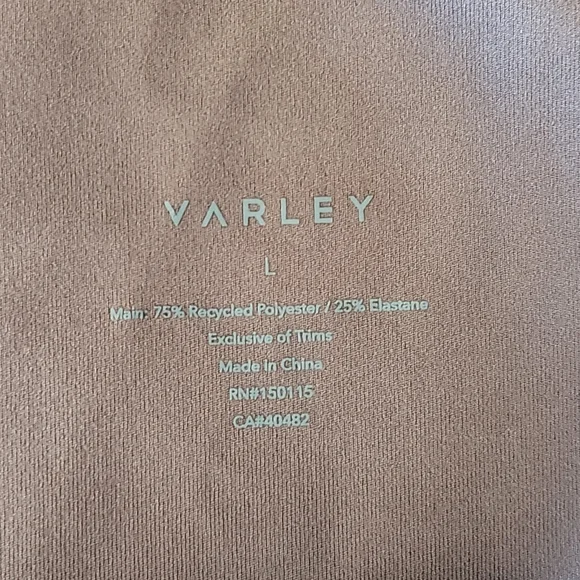 VARLEY
L
Main: 75% Recycled Polyester / 25% Elastane
Exclusive of Trims
Made in China
RN#150115
CA#40482